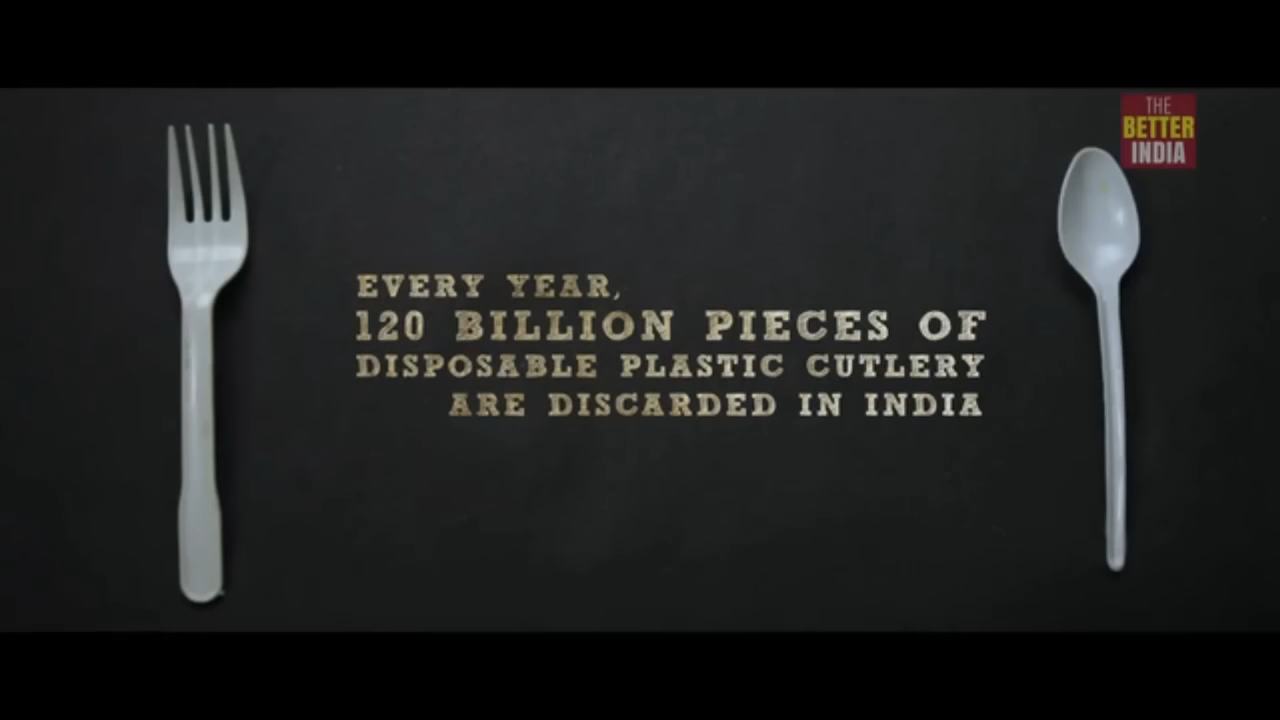 THE
BETTER
INDIA
EVERY YEAR,
120 BILLION PIECES OF
DISPOSABLE PLASTIC CUTLERY
ARE DISCARDED IN INDIA